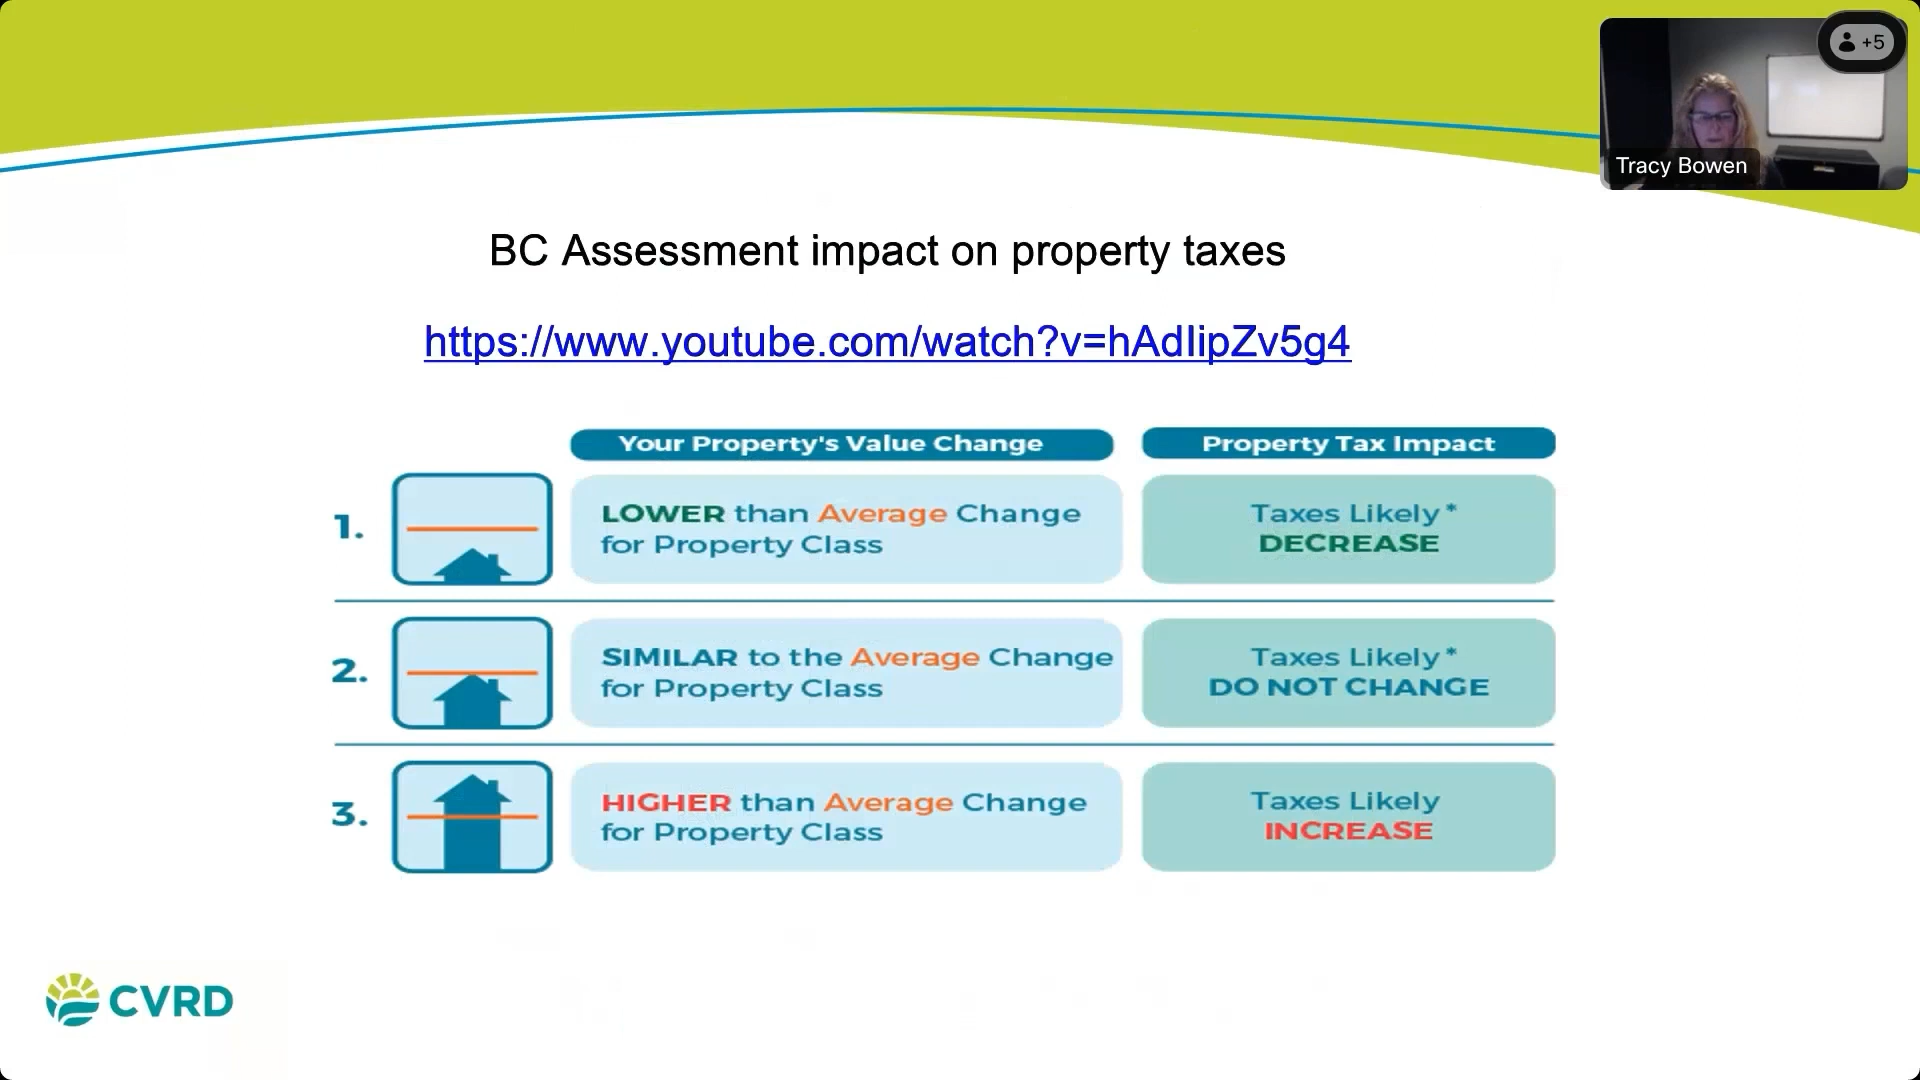 +5
Tracy Bowen
BC Assessment impact on property taxes
https://www.youtube.com/watch?v=hAdIipZv5g4
Your Property's Value Change
Property Tax Impact
1.
LOWER than Average Change
for Property Class
Taxes Likely*
DECREASE
2.
SIMILAR to the Average Change
for Property Class
Taxes Likely*
DO NOT CHANGE
3.
HIGHER than Average Change
for Property Class
Taxes Likely
INCREASE
CVRD